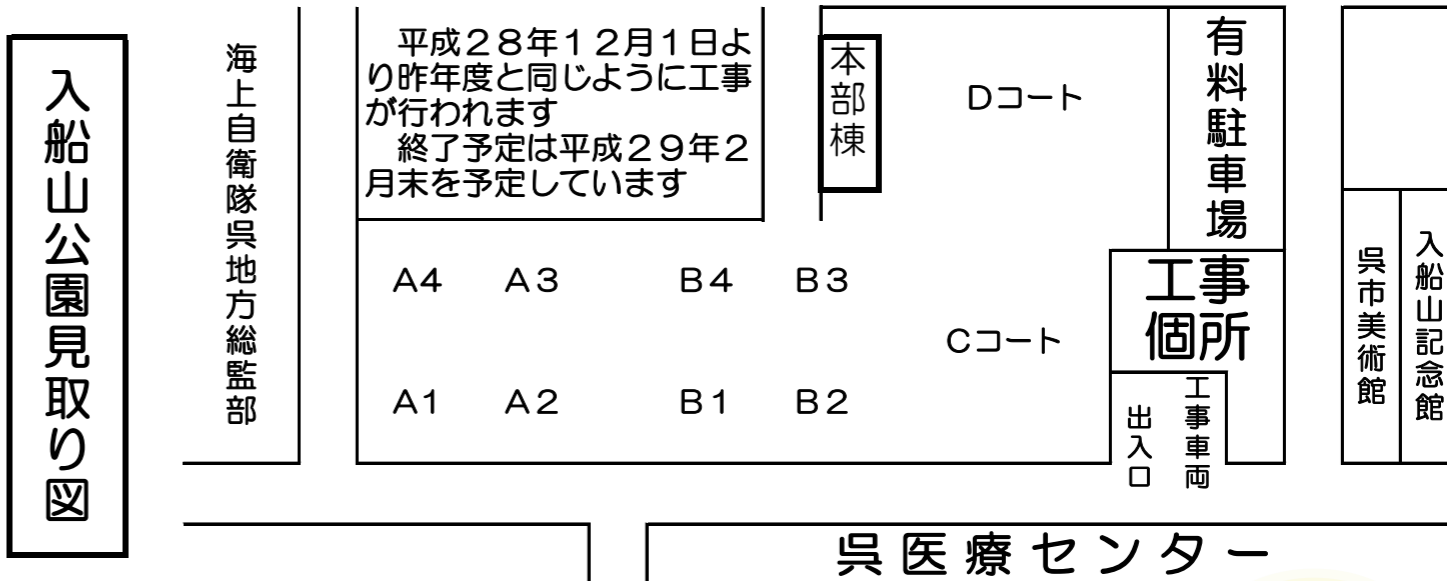 入船山公園見取り図
海上自衛隊呉地方総監部
平成２８年１２月１日よ
り昨年度と同じように工事
が行われます
終了予定は平成２９年２
月末を予定しています
本部棟
Ｄコート
有料駐車場
Ａ４　Ａ３　Ｂ４　Ｂ３
Ｃコート
工事
個所
Ａ１　Ａ２　Ｂ１　Ｂ２
工事車両
出入口
呉市美術館
入船山記念館
呉医療センター